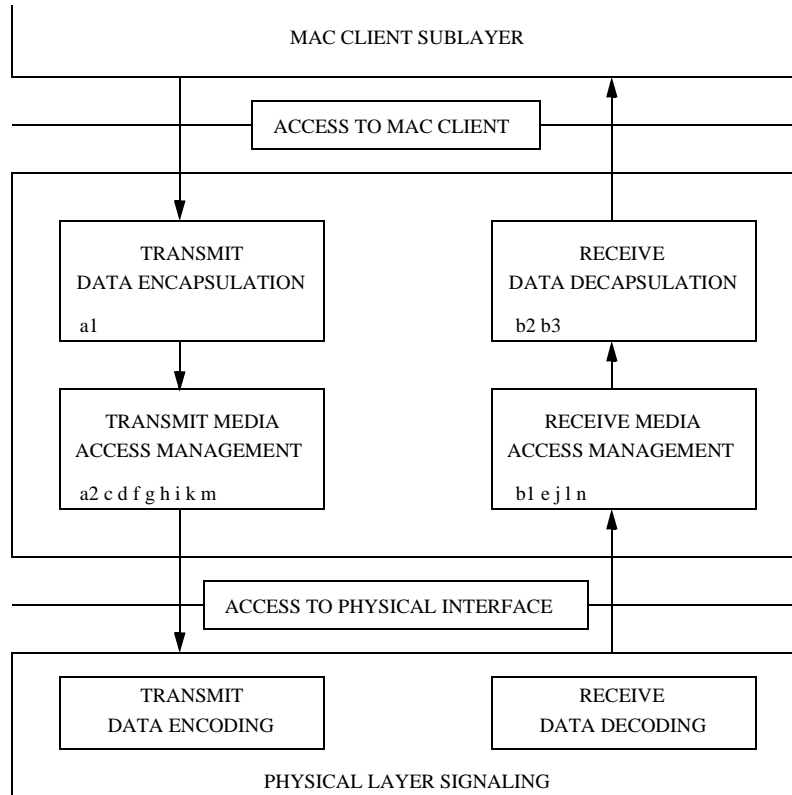 MAC CLIENT SUBLAYER
ACCESS TO MAC CLIENT
TRANSMIT
DATA ENCAPSULATION
a1
RECEIVE
DATA DECAPSULATION
b2 b3
TRANSMIT MEDIA
ACCESS MANAGEMENT
a2 c d f g h i k m
RECEIVE MEDIA
ACCESS MANAGEMENT
b1 e j l n
ACCESS TO PHYSICAL INTERFACE
TRANSMIT
DATA ENCODING
RECEIVE
DATA DECODING
PHYSICAL LAYER SIGNALING